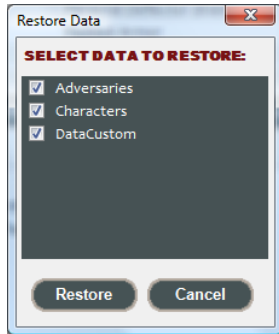 Restore Data
SELECT DATA TO RESTORE:
Adversaries
Characters
DataCustom
Restore Cancel